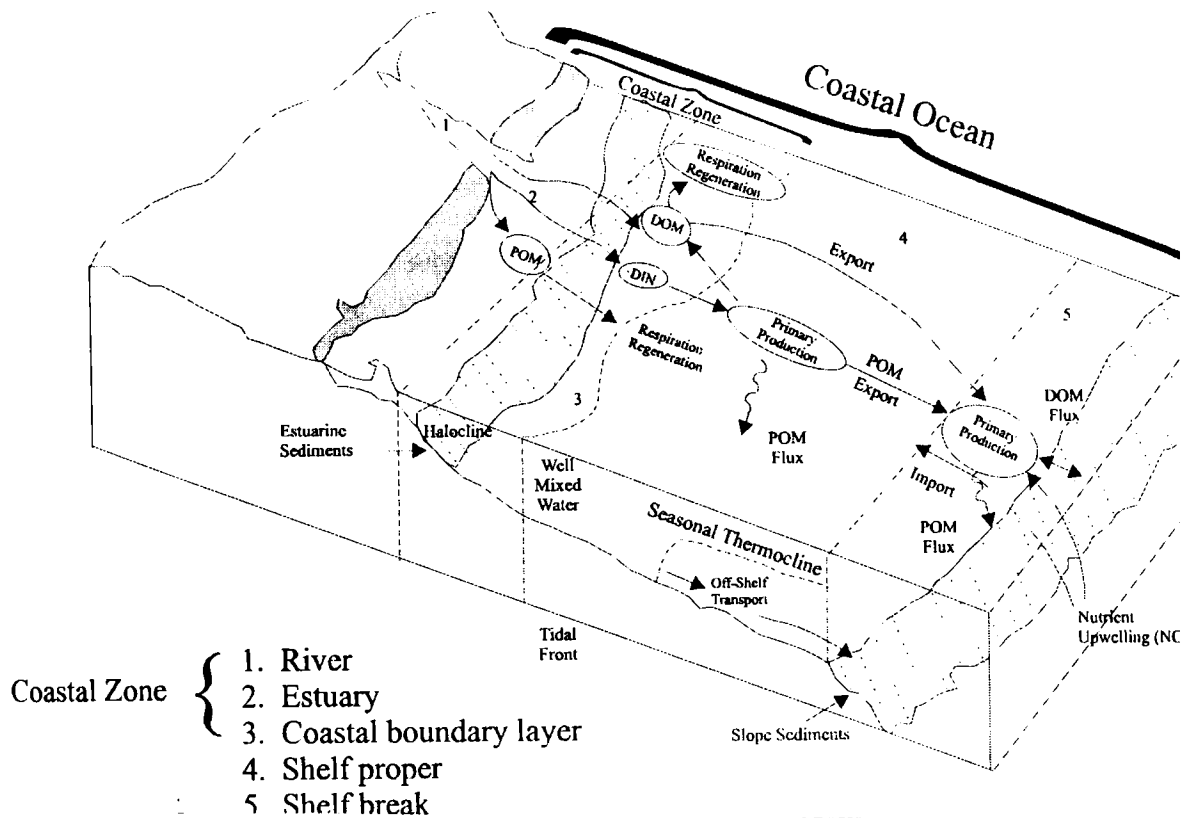 Coastal Ocean
Coastal Zone
1
Respiration
Regeneration
2
DOM
4
POM
Export
DIN
5
Primary
Production
Respiration
Regeneration
POM
Export
DOM
Flux
3
Primary
Production
Estuarine
Sediments
Halocline
POM
Flux
Well
Mixed
Water
Import
Seasonal Thermocline
POM
Flux
Off-Shelf
Transport
Nutrient
Upwelling (NO
Tidal
Front
Slope Sediments
Coastal Zone
1. River
2. Estuary
3. Coastal boundary layer
4. Shelf proper
5 Shelf break